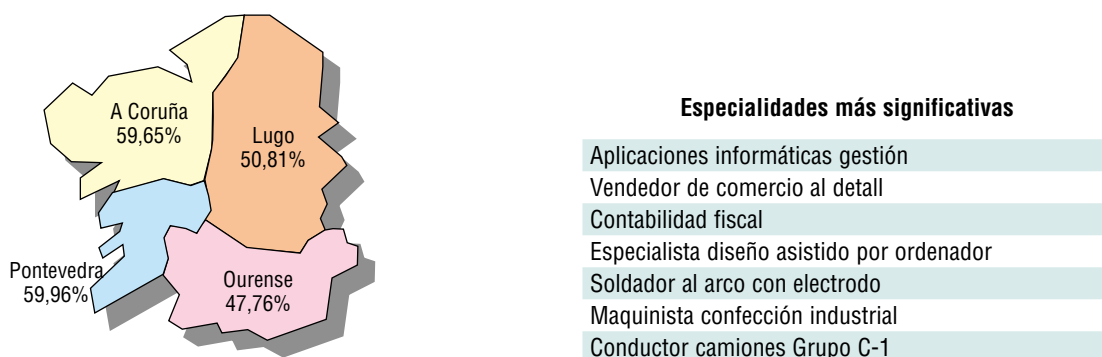 A Coruña
59,65%
Lugo
50,81%
Pontevedra
59,96%
Ourense
47,76%
Especialidades más significativas
Aplicaciones informáticas gestión
Vendedor de comercio al detall
Contabilidad fiscal
Especialista diseño asistido por ordenador
Soldador al arco con electrodo
Maquinista confección industrial
Conductor camiones Grupo C-1